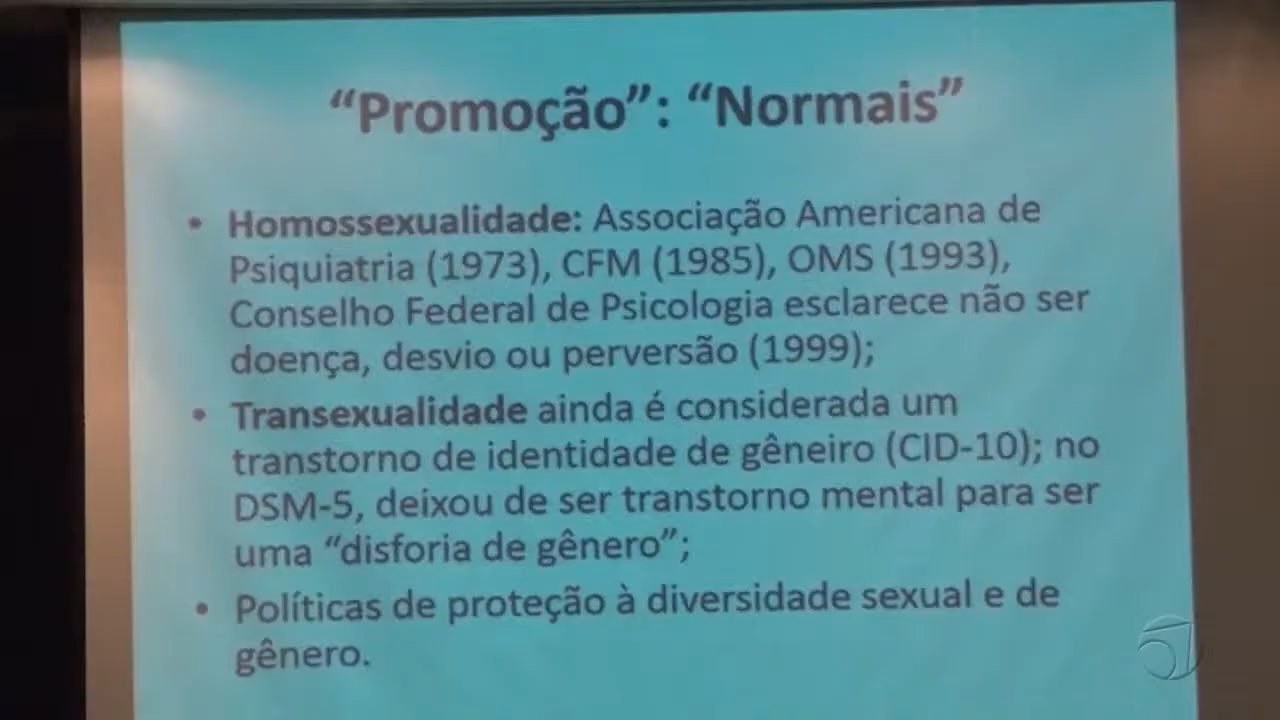 “Promoção”: “Normais”
• Homossexualidade: Associação Americana de
Psiquiatria (1973), CFM (1985), OMS (1993),
Conselho Federal de Psicologia esclarece não ser
doença, desvio ou perversão (1999);
• Transexualidade ainda é considerada um
transtorno de identidade de gêneiro (CID-10); no
DSM-5, deixou de ser transtorno mental para ser
uma “disforia de gênero”;
• Políticas de proteção à diversidade sexual e de
gênero.